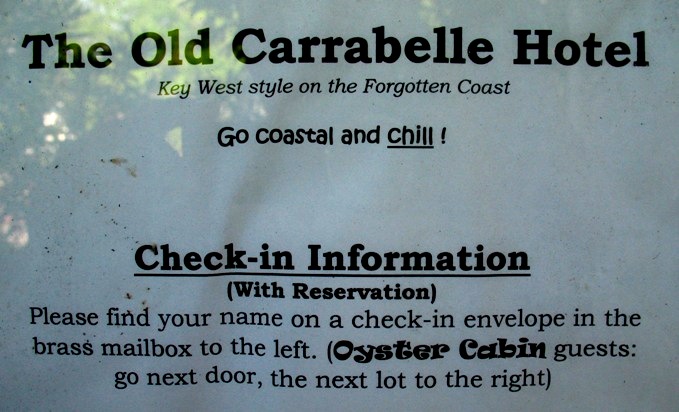 The Old Carrabelle Hotel
Key West style on the Forgotten Coast
Go coastal and chill !
Check-in Information
(With Reservation)
Please find your name on a check-in envelope in the
brass mailbox to the left. (Oyster Cabin guests:
go next door, the next lot to the right)